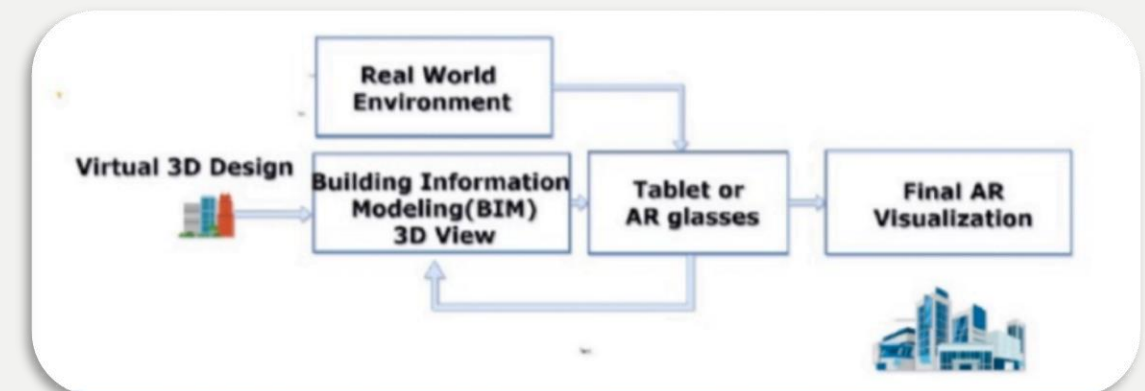 Real World
Environment
Virtual 3D Design
Building Information
Modeling(BIM)
3D View
Tablet or
AR glasses
Final AR
Visualization